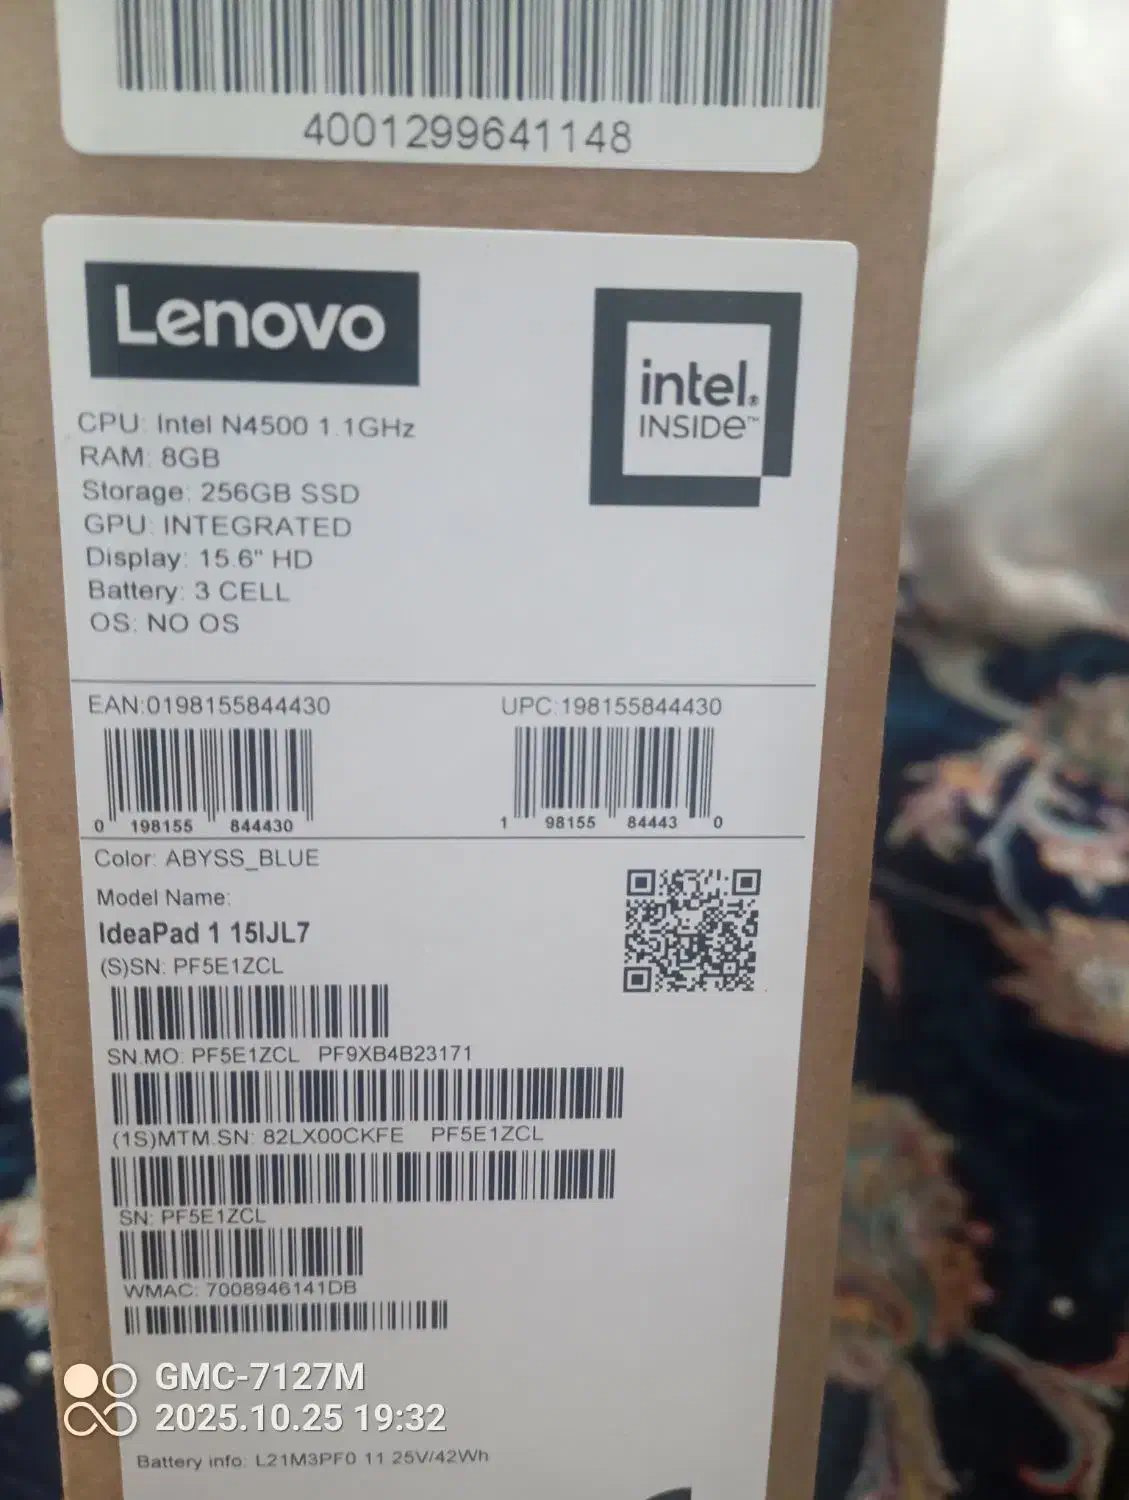 4001299641148
Lenovo
intel.
INSIDe™
CPU: Intel N4500 1.1GHz
RAM: 8GB
Storage: 256GB SSD
GPU: INTEGRATED
Display: 15.6" HD
Battery: 3 CELL
OS: NO OS
EAN:0198155844430 UPC:198155844430
0 198155 844430 1 98155 84443 0
Color: ABYSS_BLUE
Model Name:
IdeaPad 1 15IJL7
(S)SN: PF5E1ZCL
SN.MO: PF5E1ZCL PF9XB4B23171
(1S)MTM.SN: 82LX00CKFE PF5E1ZCL
SN: PF5E1ZCL
WMAC: 7008946141DB
GMC-7127M
2025.10.25 19:32
Battery info: L21M3PF0 11.25V/42Wh